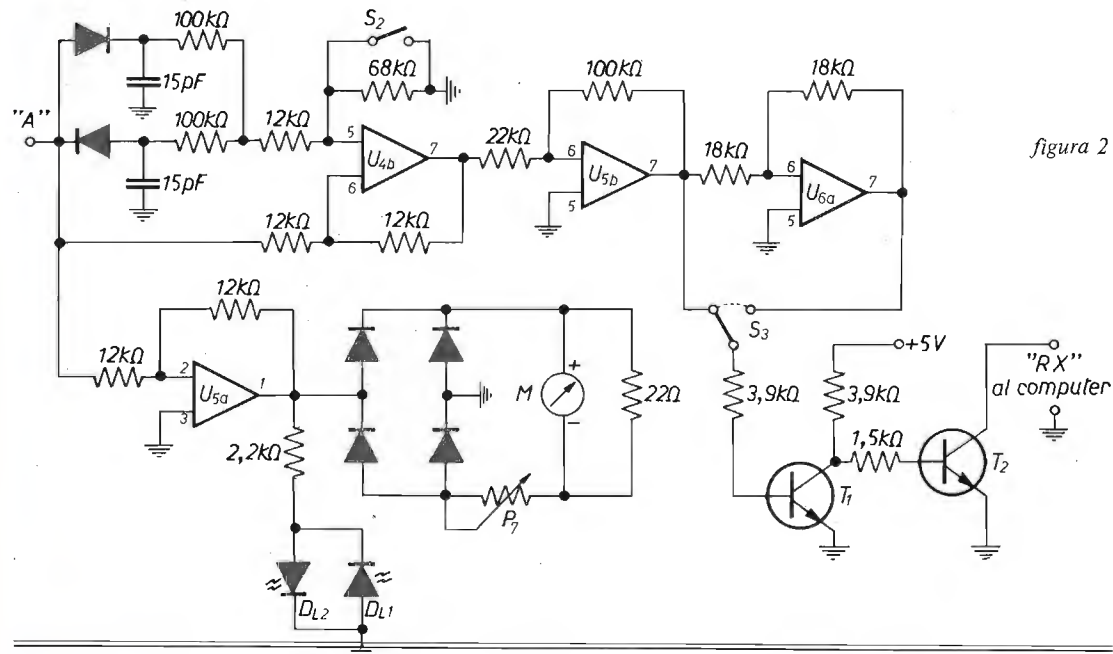 100kΩ
S2
15pF
68kΩ
100kΩ
18kΩ
"A"
100kΩ
12kΩ
5
U4b
7
22kΩ
6
U5b
7
5
18kΩ
6
U6a
7
5
figura 2
15pF
6
12kΩ
12kΩ
12kΩ
S3
+5V
12kΩ
2
U5a
1
3
M
+
-
22Ω
3,9kΩ
3,9kΩ
"RX"
al computer
2,2kΩ
1,5kΩ
T2
P7
T1
DL2
DL1